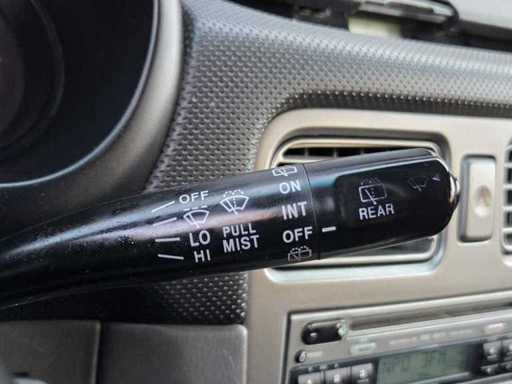 OFF
LO
HI
PULL
MIST
ON
INT
OFF
REAR